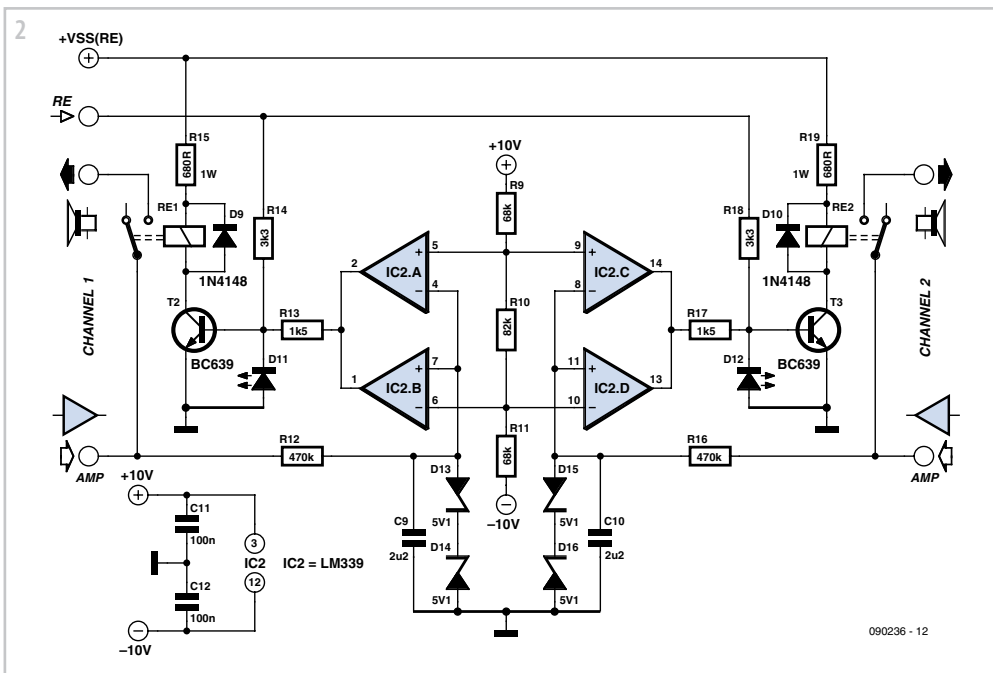 2
+VSS(RE)
RE
R15
680R
1W
RE1
D9
1N4148
R14
3k3
T2
BC639
R13
1k5
D11
CHANNEL 1
AMP
R12
470k
+10V
R9
68k
R10
82k
R11
68k
–10V
2
IC2.A
+
5
–
4
1
IC2.B
+
7
–
6
9
+
8
–
IC2.C
14
11
+
10
–
IC2.D
13
R19
680R
1W
RE2
D10
1N4148
R18
3k3
R17
1k5
T3
BC639
D12
CHANNEL 2
R16
470k
AMP
D13
5V1
D14
5V1
C9
2u2
D15
5V1
D16
5V1
C10
2u2
+10V
C11
100n
3
IC2
12
IC2 = LM339
C12
100n
–10V
090236 - 12